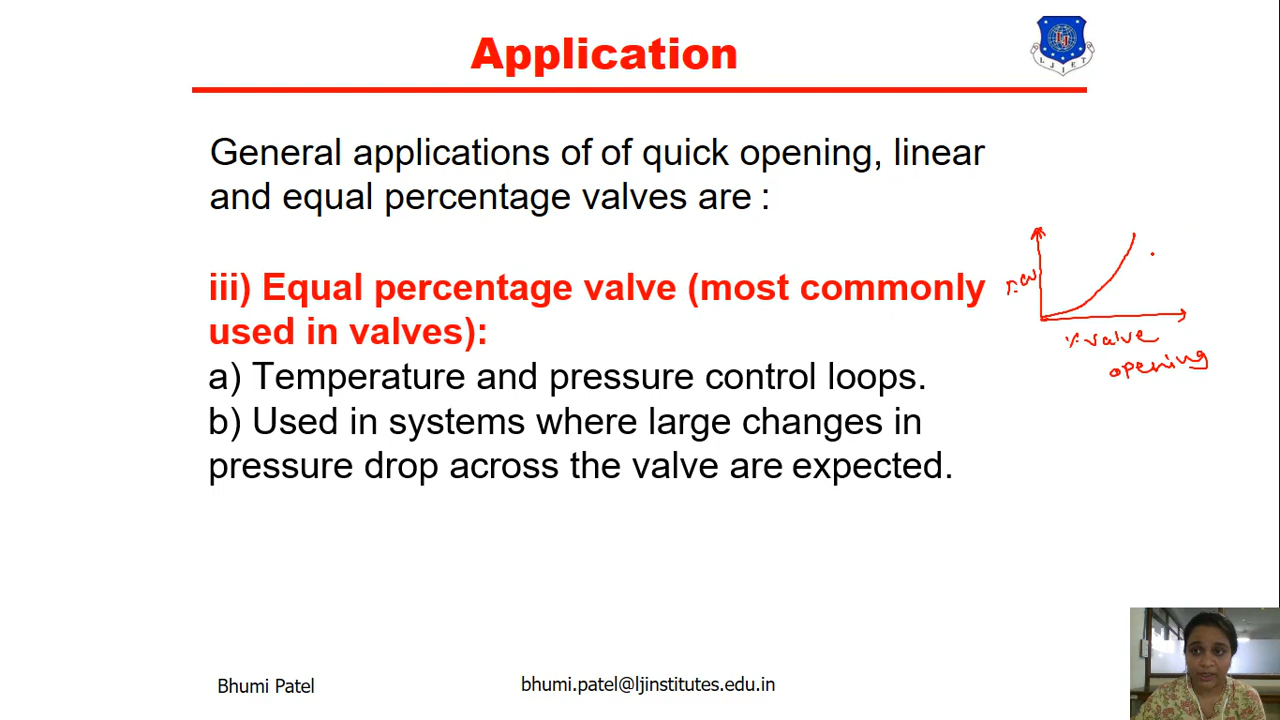 Application
LJIET
General applications of of quick opening, linear
and equal percentage valves are :
iii) Equal percentage valve (most commonly
used in valves):
a) Temperature and pressure control loops.
b) Used in systems where large changes in
pressure drop across the valve are expected.
% valve
opening
Bhumi Patel
bhumi.patel@ljinstitutes.edu.in